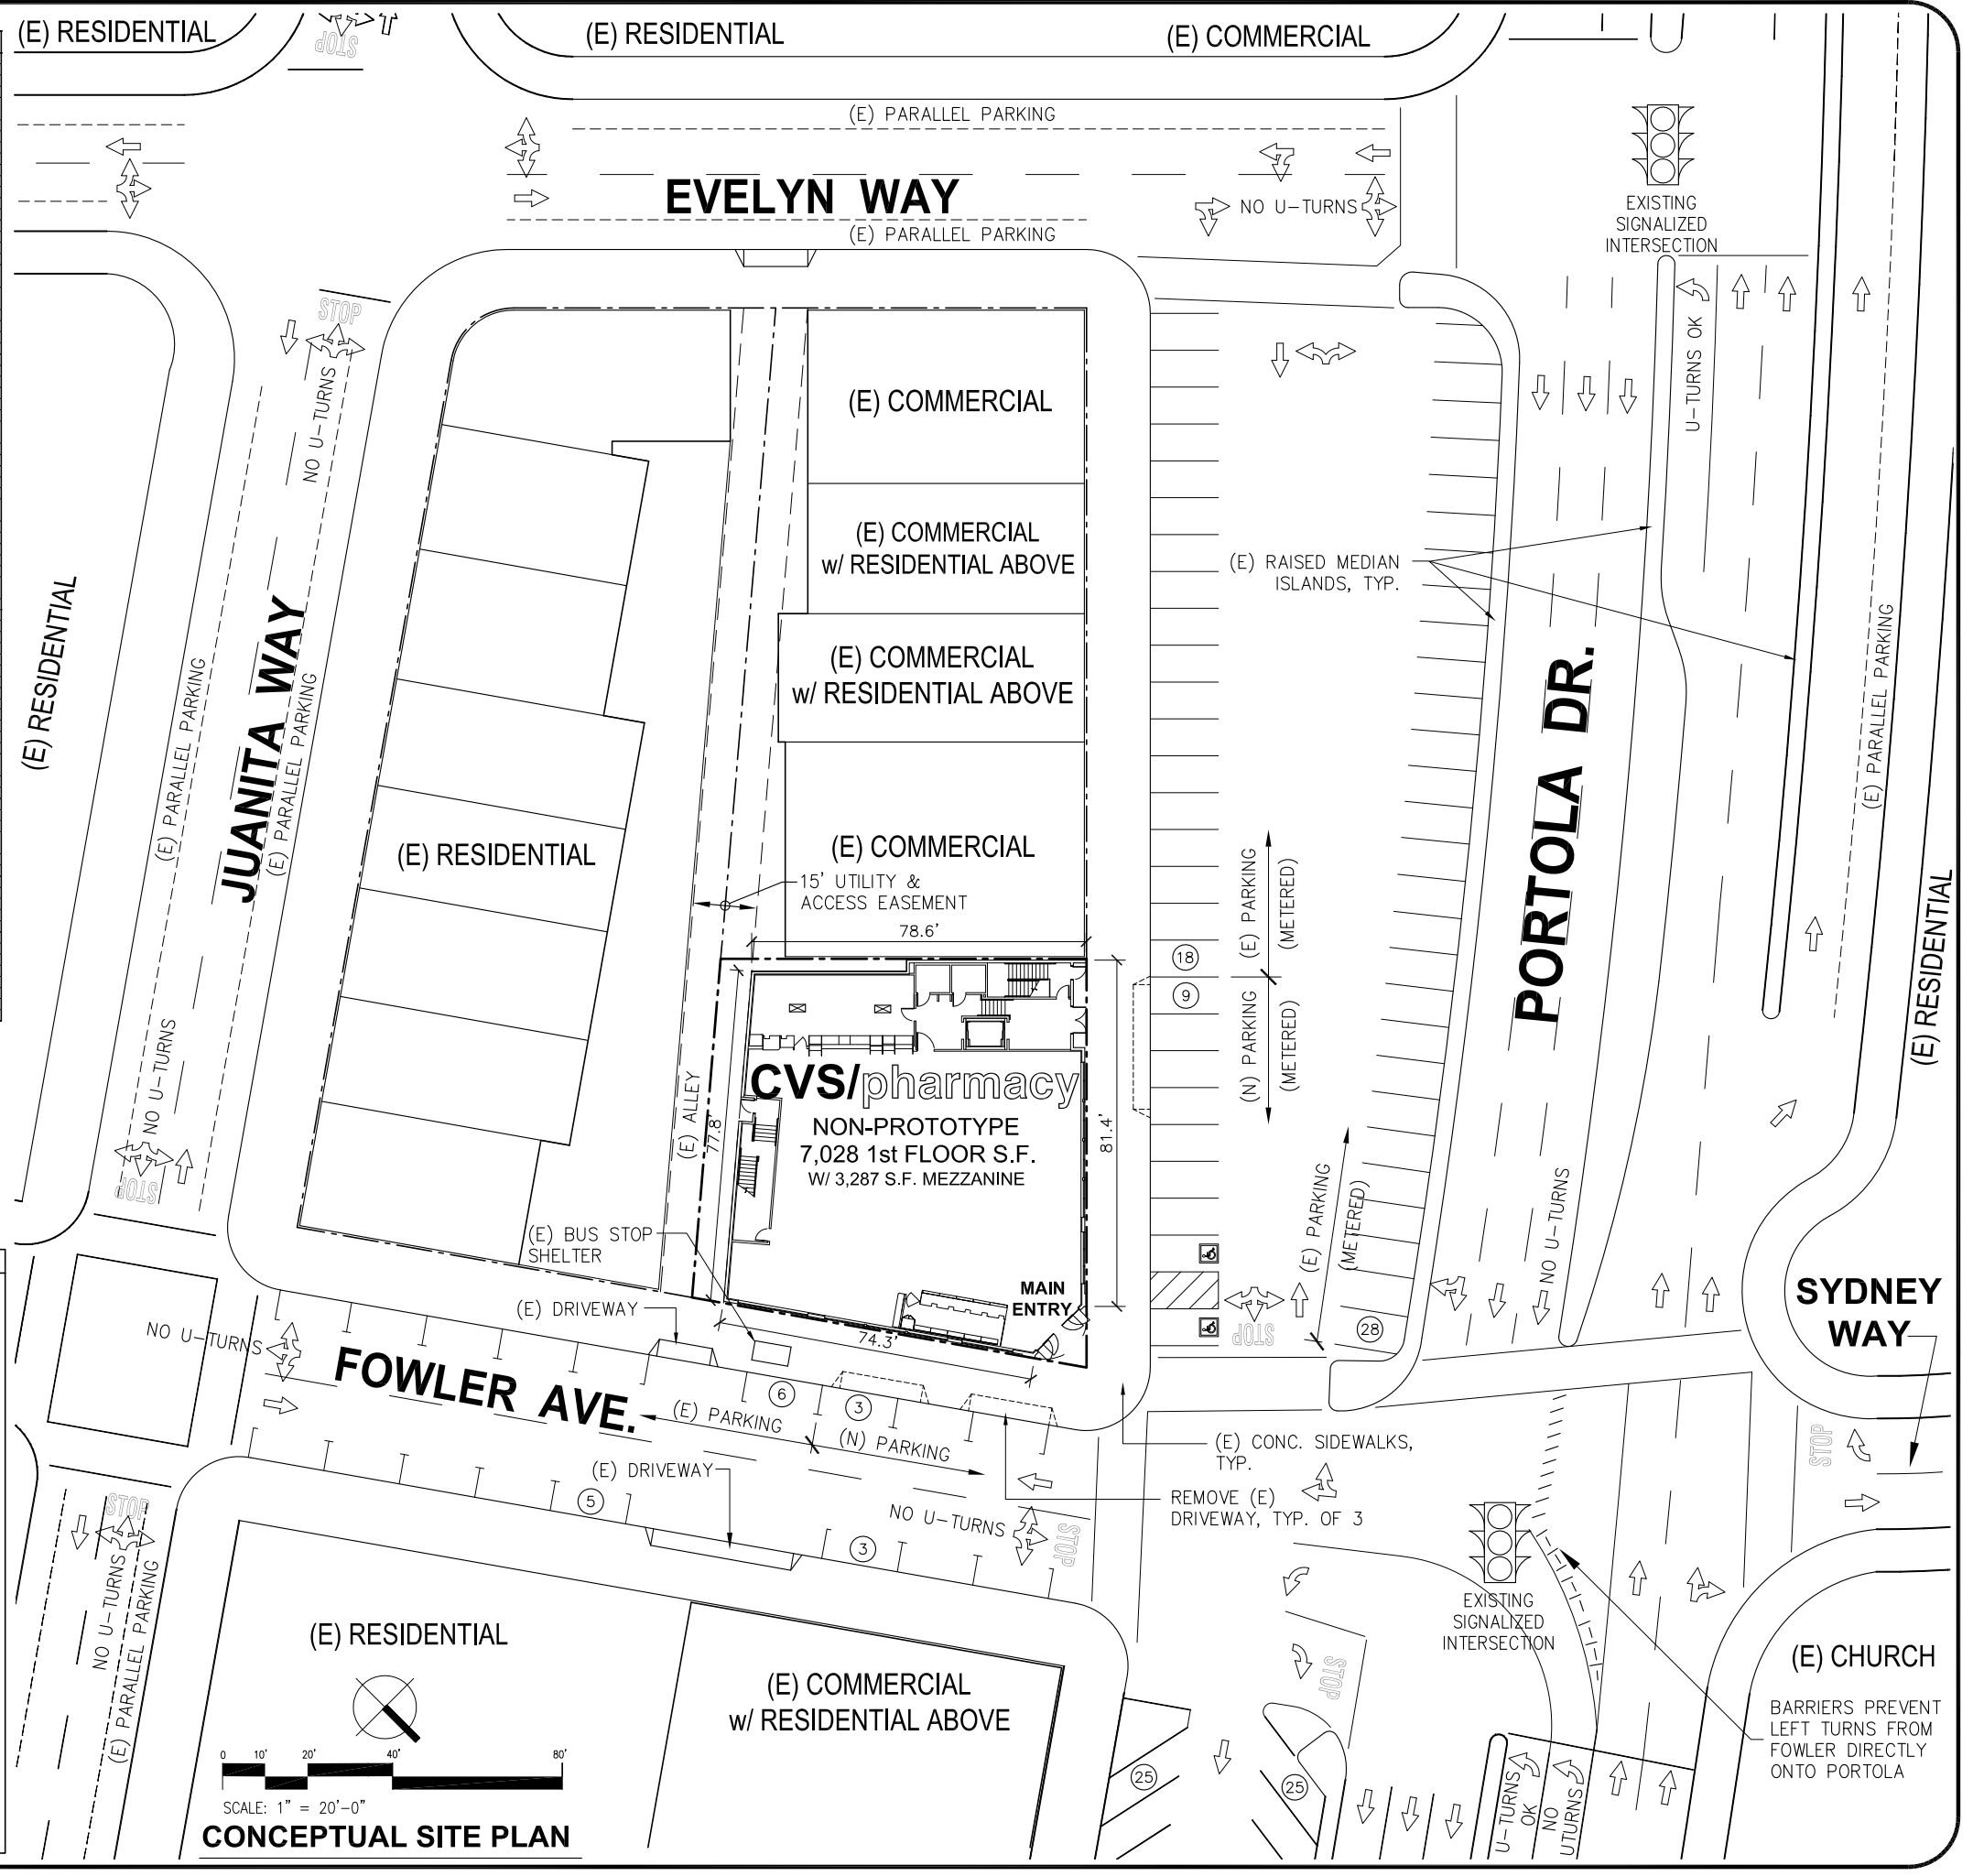 (E) RESIDENTIAL
STOP
(E) RESIDENTIAL
(E) COMMERCIAL
(E) PARALLEL PARKING
EVELYN WAY
NO U-TURNS
(E) PARALLEL PARKING
EXISTING
SIGNALIZED
INTERSECTION
STOP
NO U-TURNS
U-TURNS OK
(E) COMMERCIAL
(E) COMMERCIAL
w/ RESIDENTIAL ABOVE
(E) RAISED MEDIAN
ISLANDS, TYP.
(E) RESIDENTIAL
JUANITA WAY
(E) PARALLEL PARKING
(E) PARALLEL PARKING
(E) COMMERCIAL
w/ RESIDENTIAL ABOVE
PORTOLA DR.
(E) PARALLEL PARKING
(E) RESIDENTIAL
(E) COMMERCIAL
15' UTILITY &
ACCESS EASEMENT
78.6'
(E) PARKING
(METERED)
18
9
(N) PARKING
(METERED)
(E) RESIDENTIAL
NO U-TURNS
NO U-TURNS
STOP
(E) ALLEY
77.8'
CVS/pharmacy
NON-PROTOTYPE
7,028 1st FLOOR S.F.
W/ 3,287 S.F. MEZZANINE
81.4'
(E) PARKING
(METERED)
NO U-TURNS
(E) BUS STOP
SHELTER
MAIN
ENTRY
STOP
28
SYDNEY
WAY
(E) DRIVEWAY
74.3'
NO U-TURNS
FOWLER AVE.
6
3
(E) PARKING
(N) PARKING
(E) CONC. SIDEWALKS,
TYP.
REMOVE (E)
DRIVEWAY, TYP. OF 3
STOP
(E) DRIVEWAY
5
3
NO U-TURNS
STOP
STOP
NO U-TURNS
(E) PARALLEL PARKING
EXISTING
SIGNALIZED
INTERSECTION
STOP
(E) RESIDENTIAL
(E) COMMERCIAL
w/ RESIDENTIAL ABOVE
(E) CHURCH
BARRIERS PREVENT
LEFT TURNS FROM
FOWLER DIRECTLY
ONTO PORTOLA
25
25
U-TURNS
OK
NO
UTURNS
0 10' 20' 40' 80'
SCALE: 1" = 20'-0"
CONCEPTUAL SITE PLAN